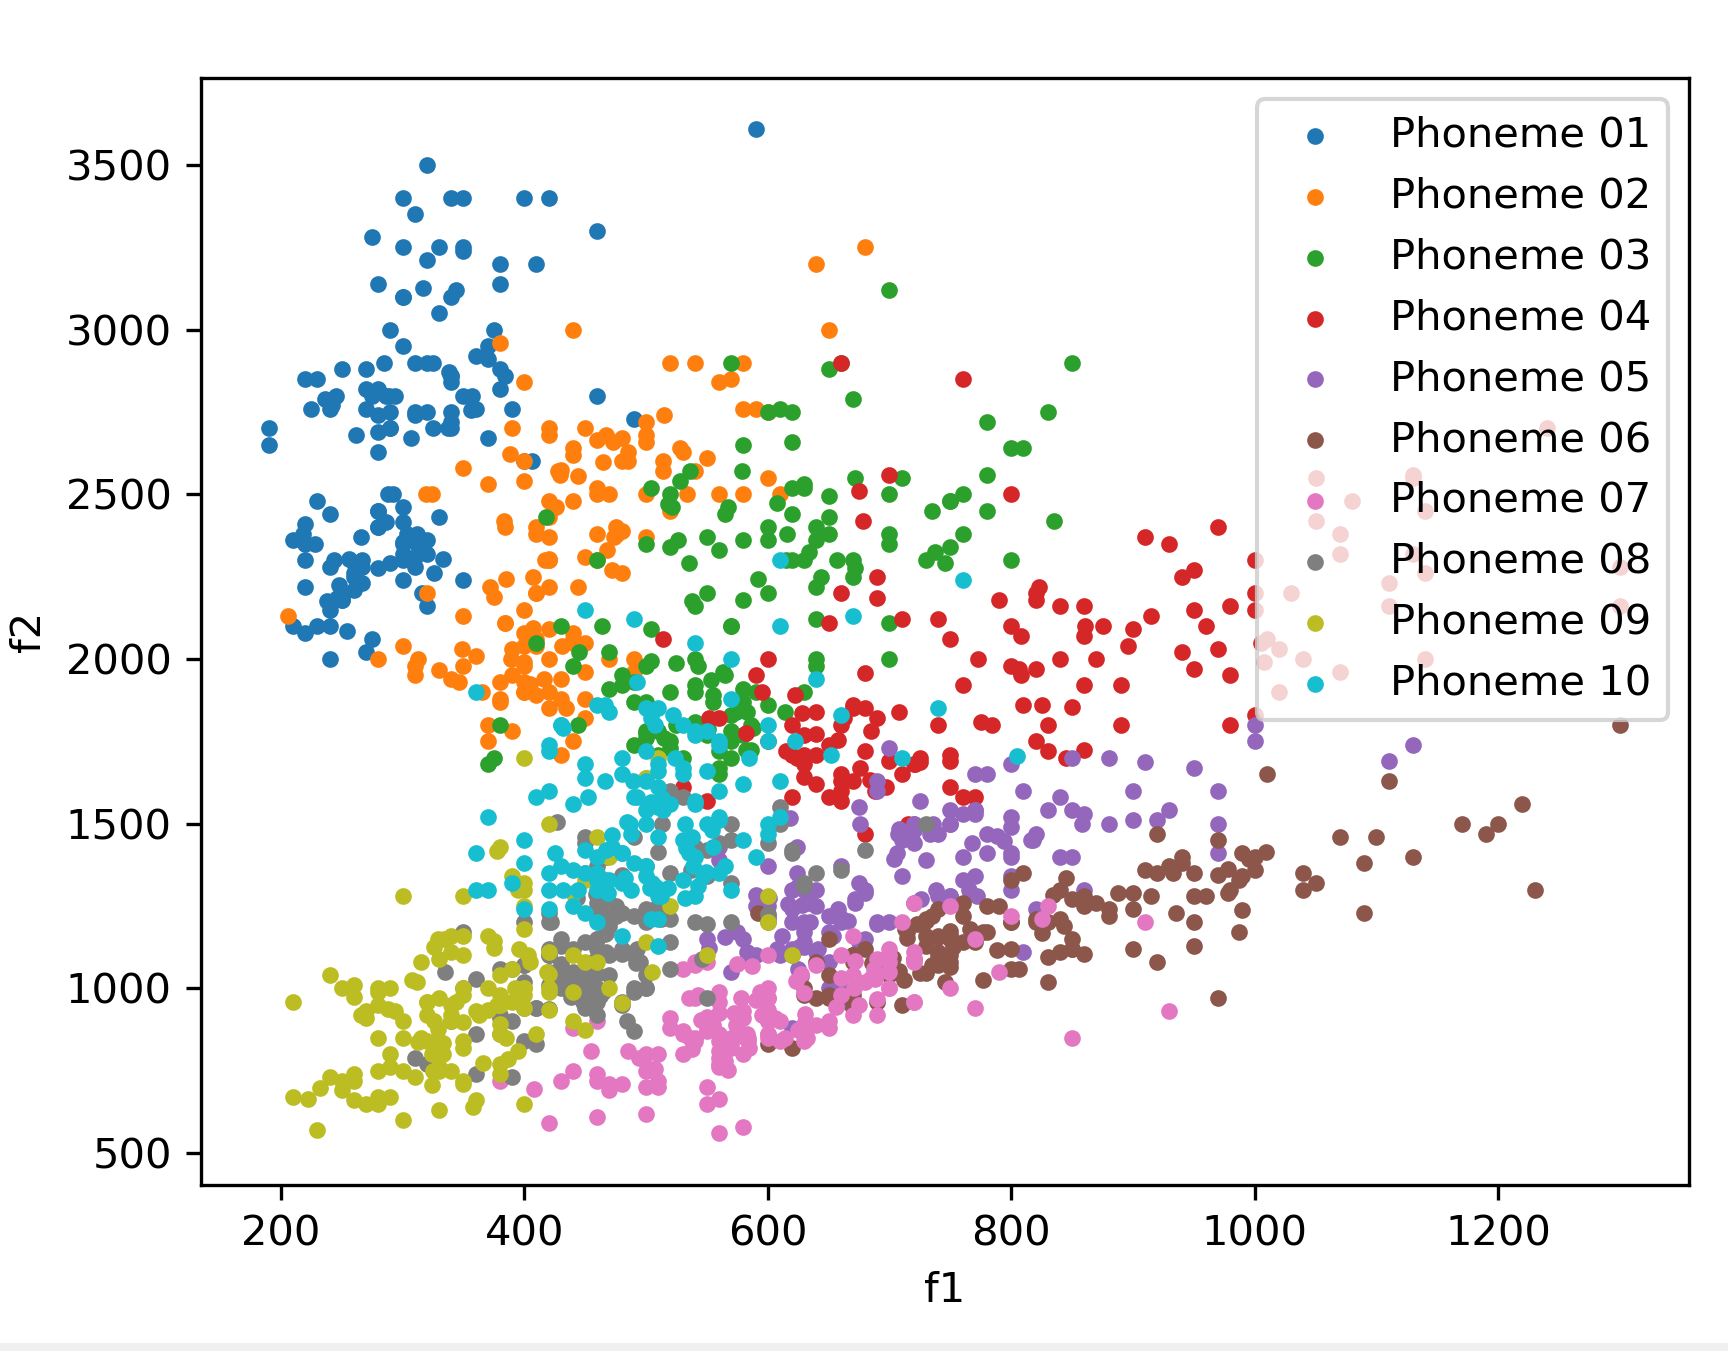 3500
3000
2500
2000
1500
1000
500
f2
200 400 600 800 1000 1200
f1
Phoneme 01
Phoneme 02
Phoneme 03
Phoneme 04
Phoneme 05
Phoneme 06
Phoneme 07
Phoneme 08
Phoneme 09
Phoneme 10